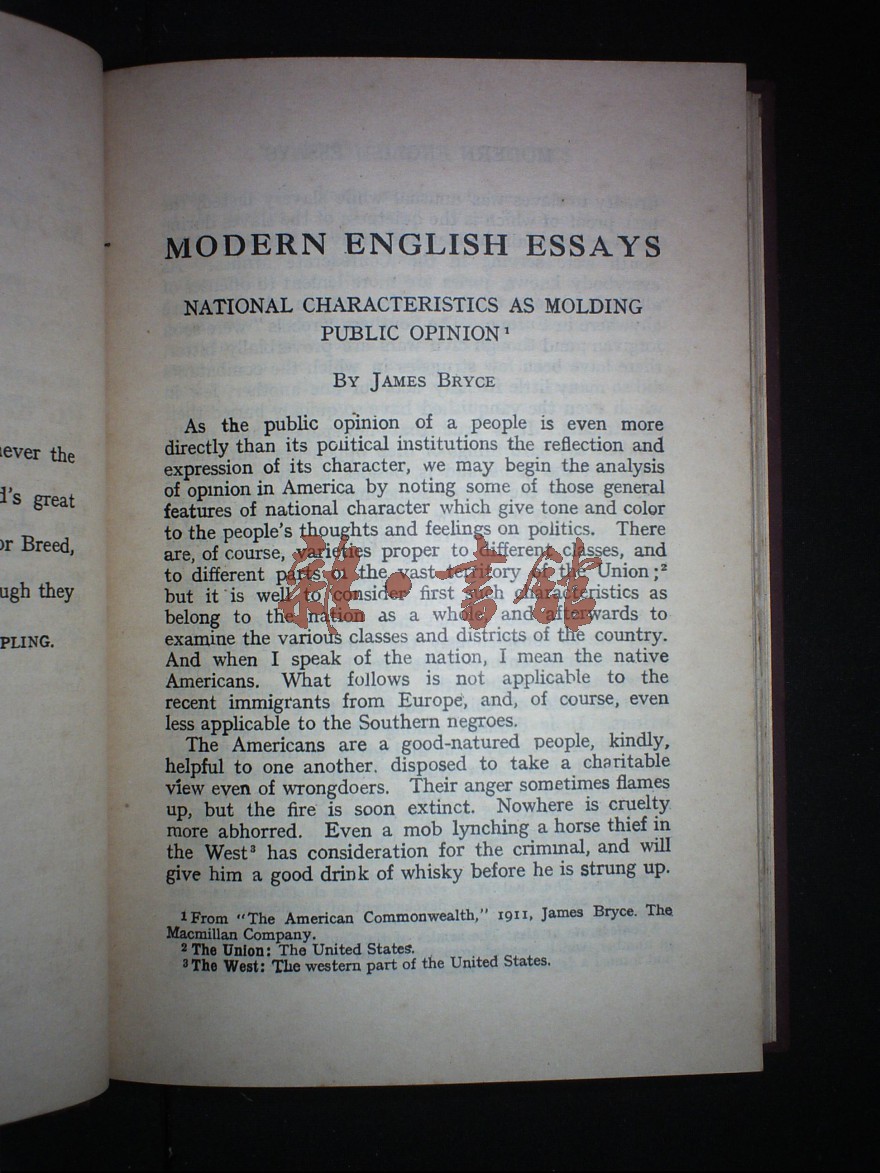 ever the
d's great
or Breed,
ugh they
PLING.
MODERN ENGLISH ESSAYS
NATIONAL CHARACTERISTICS AS MOLDING
PUBLIC OPINION¹
BY JAMES BRYCE
As the public opinion of a people is even more
directly than its political institutions the reflection and
expression of its character, we may begin the analysis
of opinion in America by noting some of those general
features of national character which give tone and color
to the people's thoughts and feelings on politics. There
are, of course, varieties proper to different classes, and
to different parts of the vast territory of the Union;²
but it is well to consider first such characteristics as
belong to the nation as a whole, and afterwards to
examine the various classes and districts of the country.
And when I speak of the nation, I mean the native
Americans. What follows is not applicable to the
recent immigrants from Europe, and, of course, even
less applicable to the Southern negroes.
The Americans are a good-natured people, kindly,
helpful to one another, disposed to take a charitable
view even of wrongdoers. Their anger sometimes flames
up, but the fire is soon extinct. Nowhere is cruelty
more abhorred. Even a mob lynching a horse thief in
the West³ has consideration for the criminal, and will
give him a good drink of whisky before he is strung up.
¹ From "The American Commonwealth," 1911, James Bryce. The
Macmillan Company.
² The Union: The United States.
³ The West: The western part of the United States.